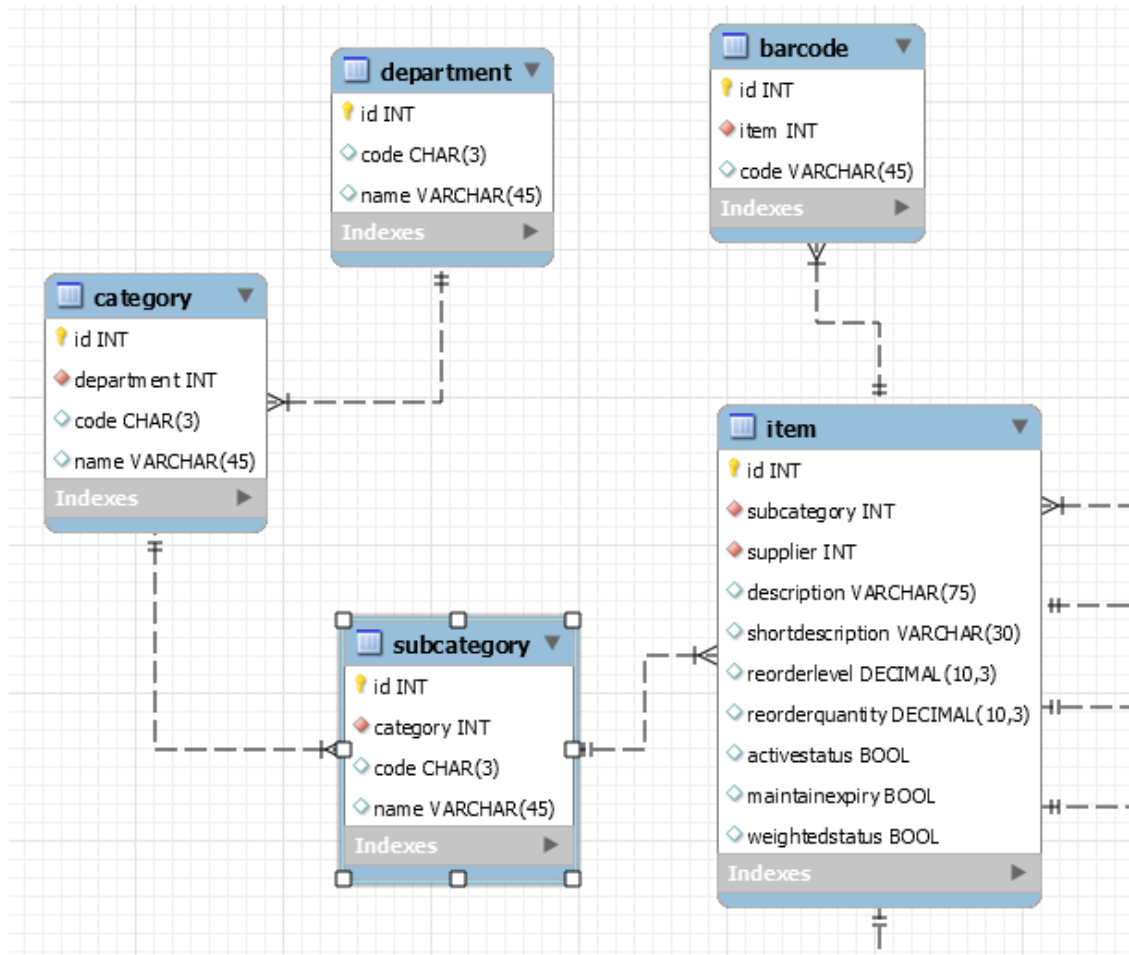 department
id INT
code CHAR(3)
name VARCHAR(45)
Indexes
barcode
id INT
item INT
code VARCHAR(45)
Indexes
category
id INT
department INT
code CHAR(3)
name VARCHAR(45)
Indexes
item
id INT
subcategory INT
supplier INT
description VARCHAR(75)
shortdescription VARCHAR(30)
reorderlevel DECIMAL(10,3)
reorderquantity DECIMAL(10,3)
activestatus BOOL
maintainexpiry BOOL
weightedstatus BOOL
Indexes
subcategory
id INT
category INT
code CHAR(3)
name VARCHAR(45)
Indexes